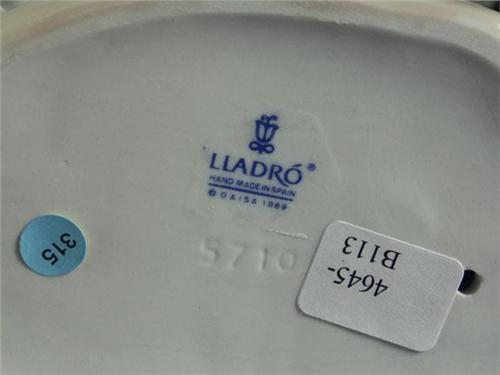 LLADRÓ®
HAND MADE IN SPAIN
© DAISA 1989
5710
315
4645-
B113